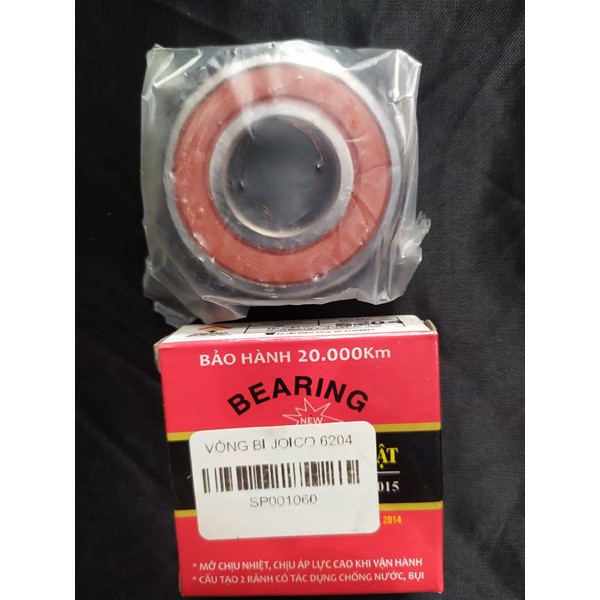 BẢO HÀNH 20.000Km
BEARING
NEW
VÒNG BI JOICO 6204
ẬT
015
SP001060
2014
* MỠ CHỊU NHIỆT, CHỊU ÁP LỰC CAO KHI VẬN HÀNH
* CẤU TẠO 2 RÃNH CÓ TÁC DỤNG CHỐNG NƯỚC, BỤI